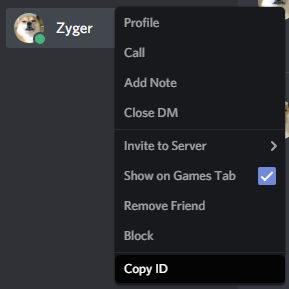 Zyger
Profile
Call
Add Note
Close DM
Invite to Server
Show on Games Tab
Remove Friend
Block
Copy ID